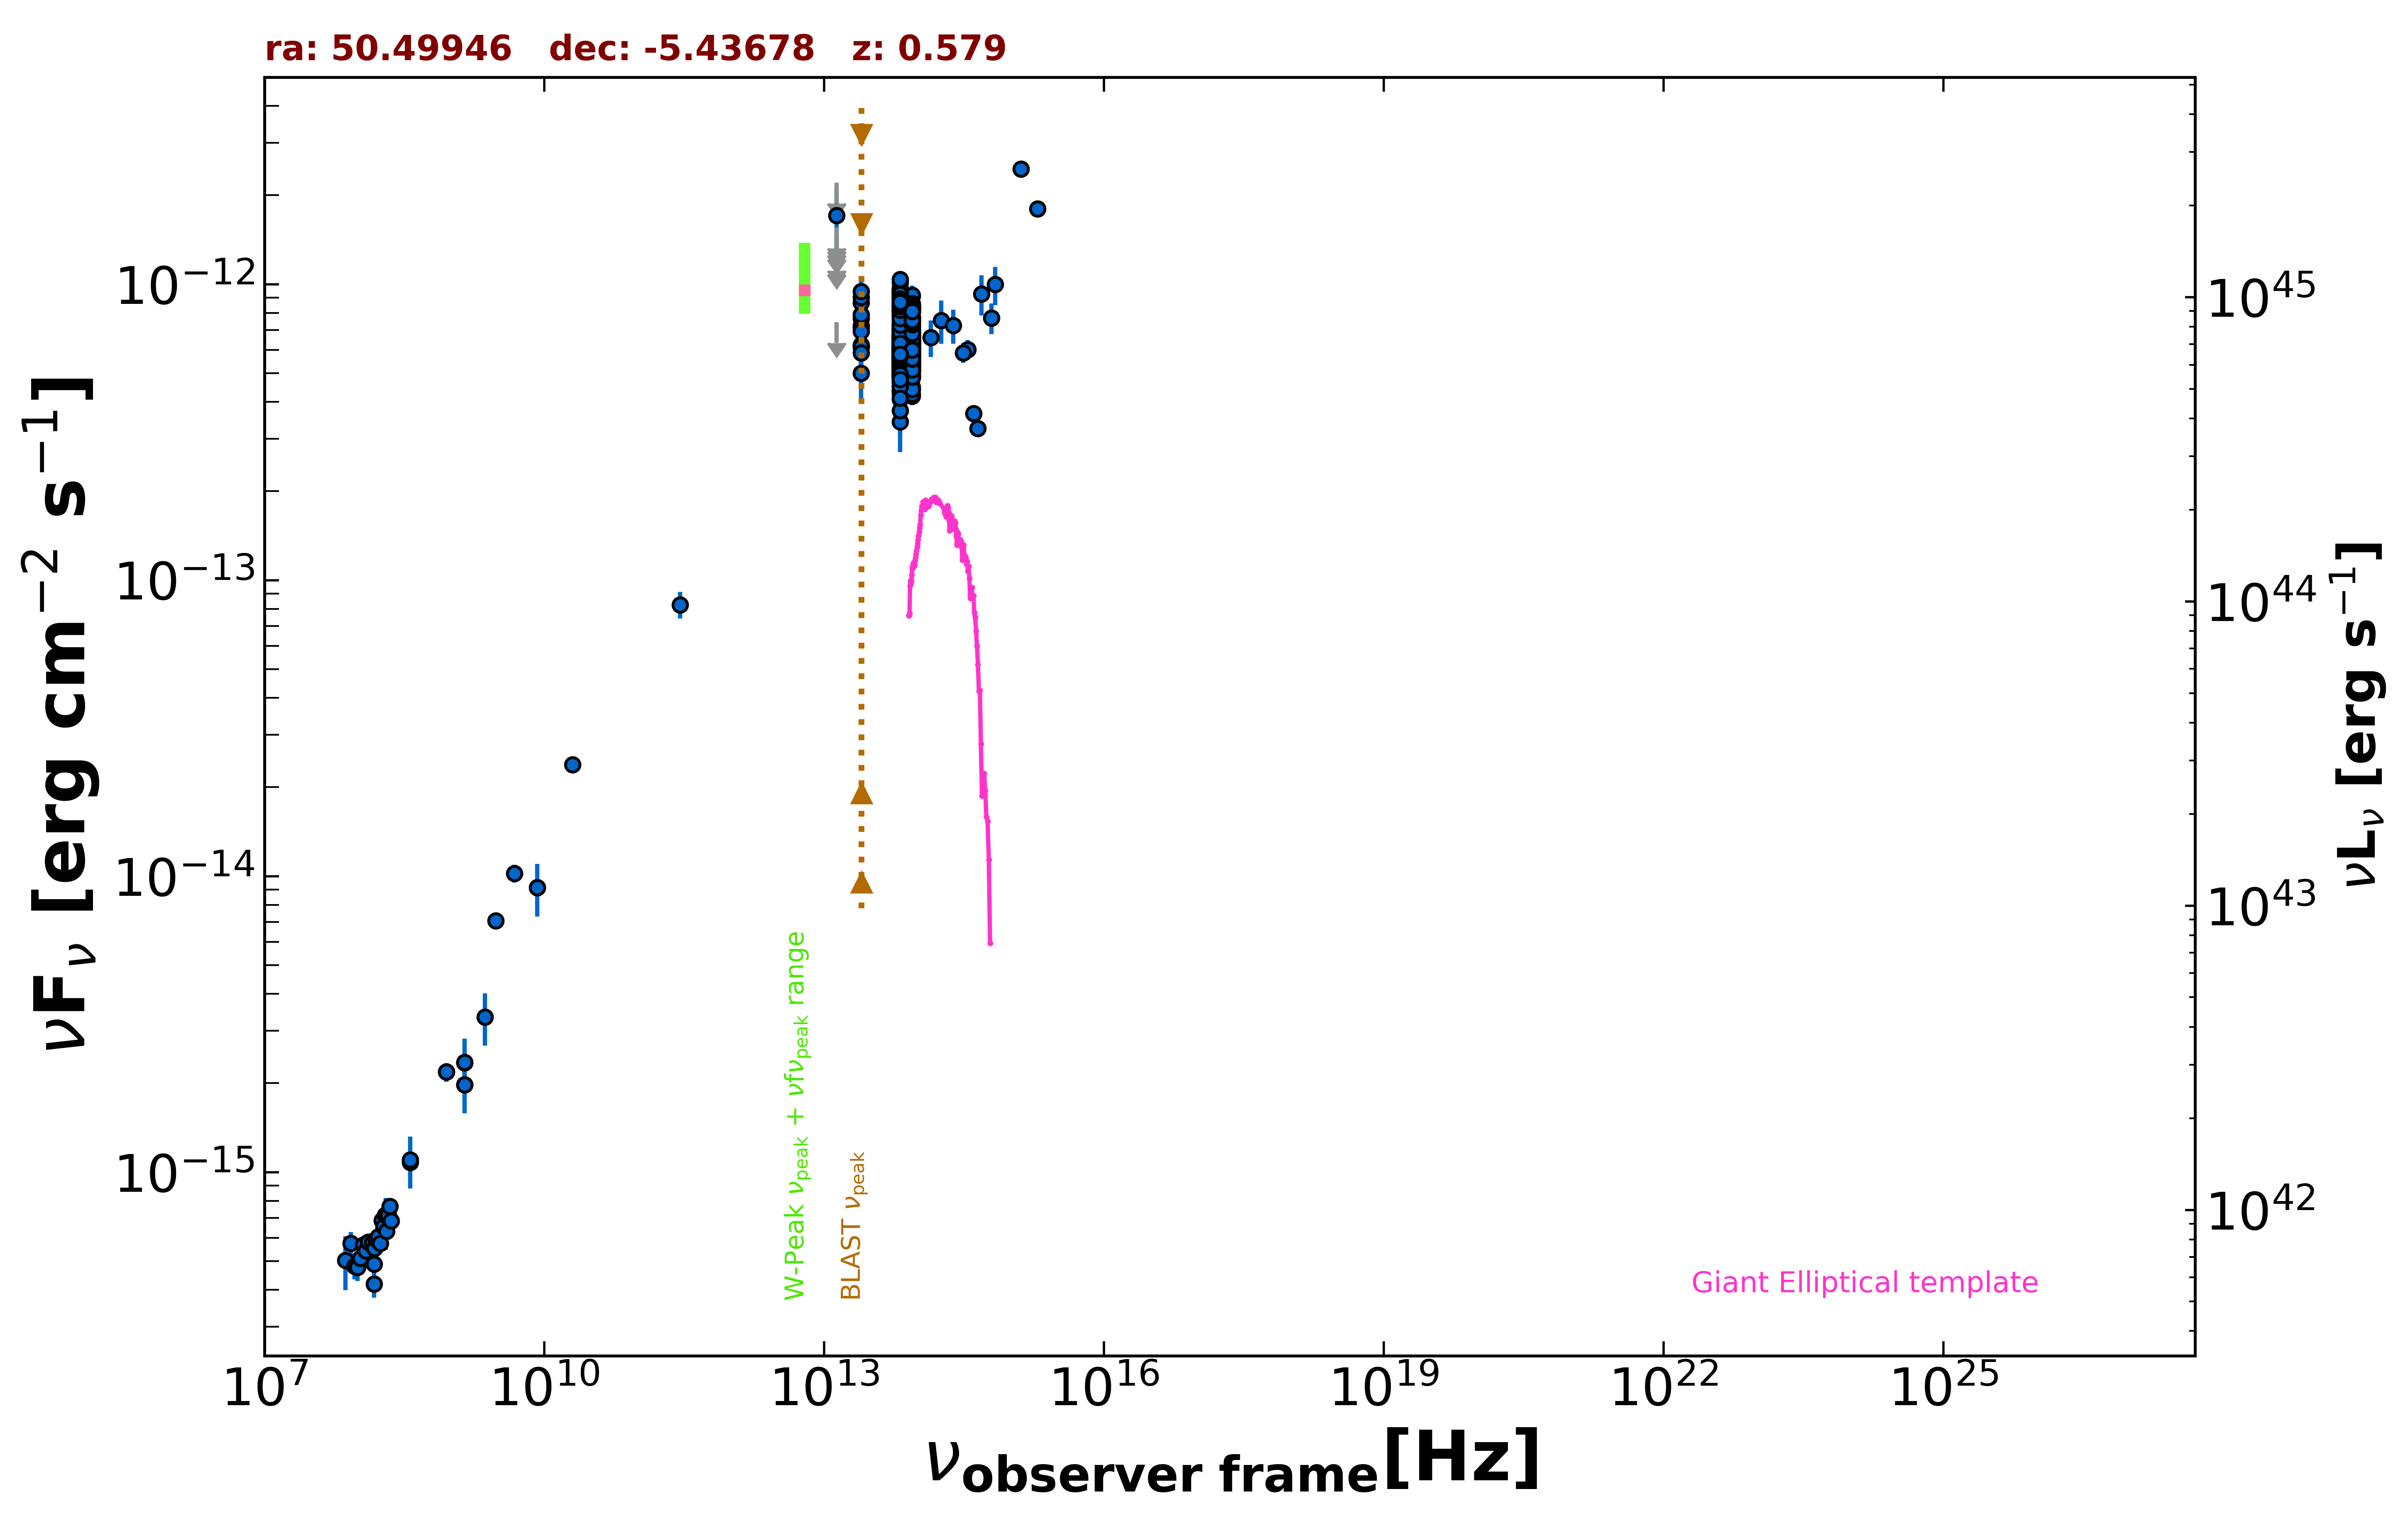 ra: 50.49946   dec: -5.43678   z: 0.579
νF_ν [erg cm⁻² s⁻¹]
10⁻¹²
10⁻¹³
10⁻¹⁴
10⁻¹⁵
W-Peak ν_peak + νfν_peak range
BLAST ν_peak
Giant Elliptical template
10⁴⁵
10⁴⁴
10⁴³
10⁴²
νL_ν [erg s⁻¹]
10⁷ 10¹⁰ 10¹³ 10¹⁶ 10¹⁹ 10²² 10²⁵
ν_observer frame [Hz]